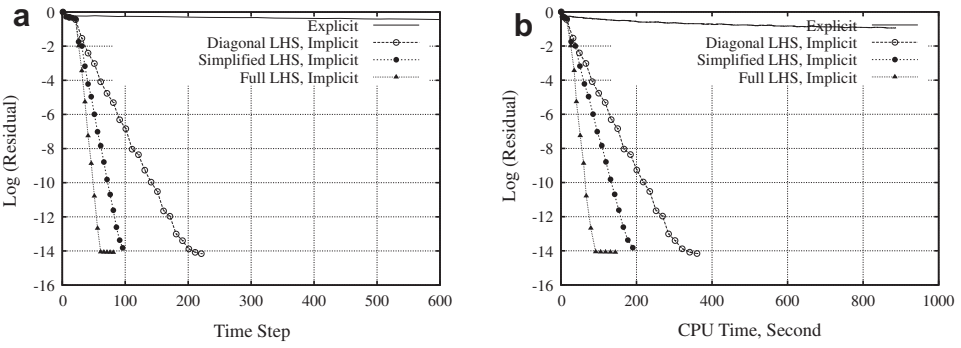 a
Log (Residual)
0
-2
-4
-6
-8
-10
-12
-14
-16
0 100 200 300 400 500 600
Time Step
Explicit
Diagonal LHS, Implicit
Simplified LHS, Implicit
Full LHS, Implicit
b
Log (Residual)
0
-2
-4
-6
-8
-10
-12
-14
-16
0 200 400 600 800 1000
CPU Time, Second
Explicit
Diagonal LHS, Implicit
Simplified LHS, Implicit
Full LHS, Implicit